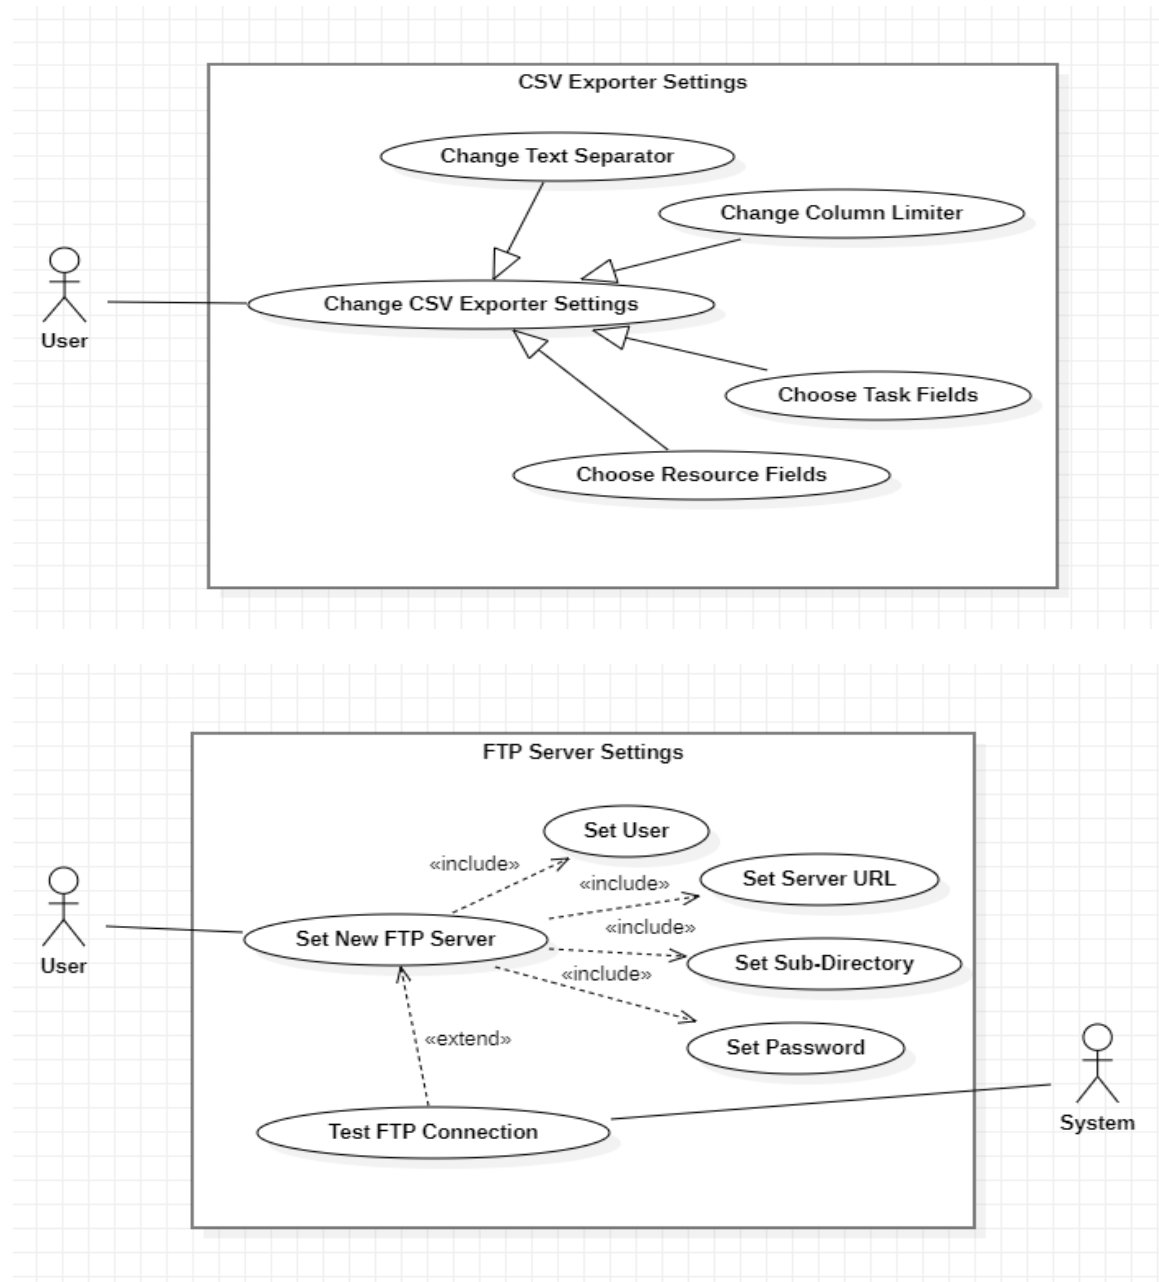 CSV Exporter Settings
Change Text Separator
Change Column Limiter
User
Change CSV Exporter Settings
Choose Task Fields
Choose Resource Fields
FTP Server Settings
Set User
«include»
Set Server URL
«include»
User
Set New FTP Server
«include»
Set Sub-Directory
«include»
Set Password
«extend»
Test FTP Connection
System